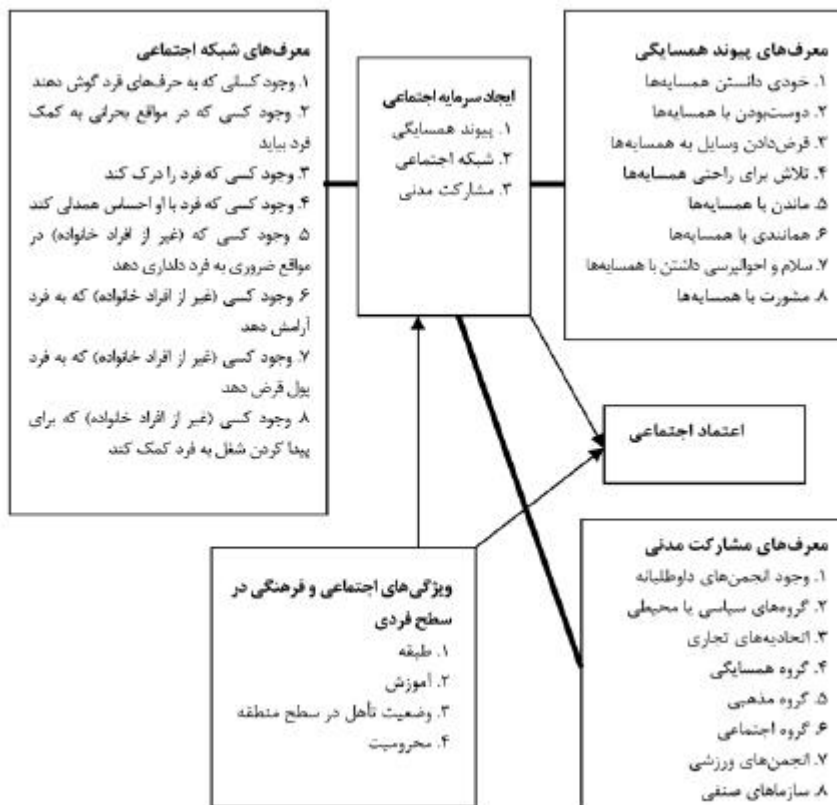 معرف‌های پیوند همسایگی
۱. خودی دانستن همسایه‌ها
۲. دوست‌بودن با همسایه‌ها
۳. قرض‌دادن وسایل به همسایه‌ها
۴. تلاش برای راحتی همسایه‌ها
۵. ماندن با همسایه‌ها
۶. همانندی با همسایه‌ها
۷. سلام و احوالپرسی داشتن با همسایه‌ها
۸. مشورت با همسایه‌ها
ایجاد سرمایه اجتماعی
۱. پیوند همسایگی
۲. شبکه اجتماعی
۳. مشارکت مدنی
معرف‌های شبکه اجتماعی
۱. وجود کسانی که به حرف‌های فرد گوش دهند
۲. وجود کسی که در مواقع بحرانی به کمک
فرد بیاید
۳. وجود کسی که فرد را درک کند
۴. وجود کسی که فرد با او احساس همدلی کند
۵. وجود کسی که (غیر از افراد خانواده) در
مواقع ضروری به فرد دلداری دهد
۶. وجود کسی (غیر از افراد خانواده) که به فرد
آرامش دهد
۷. وجود کسی (غیر از افراد خانواده) که به فرد
پول قرض دهد
۸. وجود کسی (غیر از افراد خانواده) که برای
پیدا کردن شغل به فرد کمک کند
اعتماد اجتماعی
معرف‌های مشارکت مدنی
۱. وجود انجمن‌های داوطلبانه
۲. گروه‌های سیاسی یا محیطی
۳. اتحادیه‌های تجاری
۴. گروه همسایگی
۵. گروه مذهبی
۶. گروه اجتماعی
۷. انجمن‌های ورزشی
۸. سازماهای صنفی
ویژگی‌های اجتماعی و فرهنگی در
سطح فردی
۱. طبقه
۲. آموزش
۳. وضعیت تأهل در سطح منطقه
۴. محرومیت